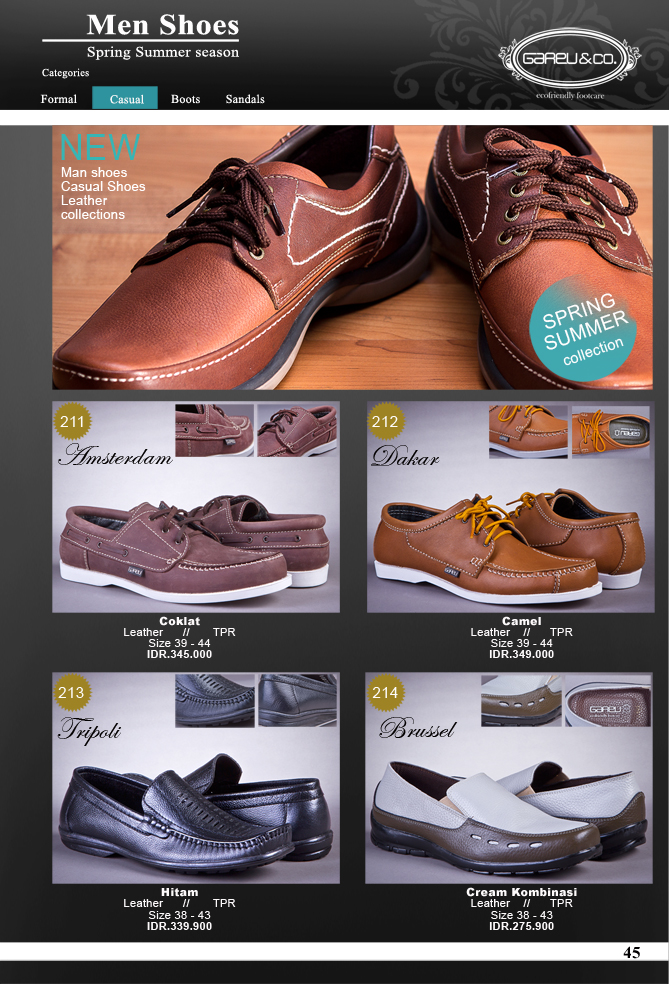 Men Shoes
Spring Summer season
Categories
Formal Casual Boots Sandals
GAREU & CO.
ecofriendly footcare
NEW
Man shoes
Casual Shoes
Leather
collections
SPRING
SUMMER
collection
211
Amsterdam
Coklat
Leather // TPR
Size 39 - 44
IDR.345.000
212
Dakar
Camel
Leather // TPR
Size 39 - 44
IDR.349.000
213
Tripoli
Hitam
Leather // TPR
Size 38 - 43
IDR.339.900
214
Brussel
GAREU
Cream Kombinasi
Leather // TPR
Size 38 - 43
IDR.275.900
45